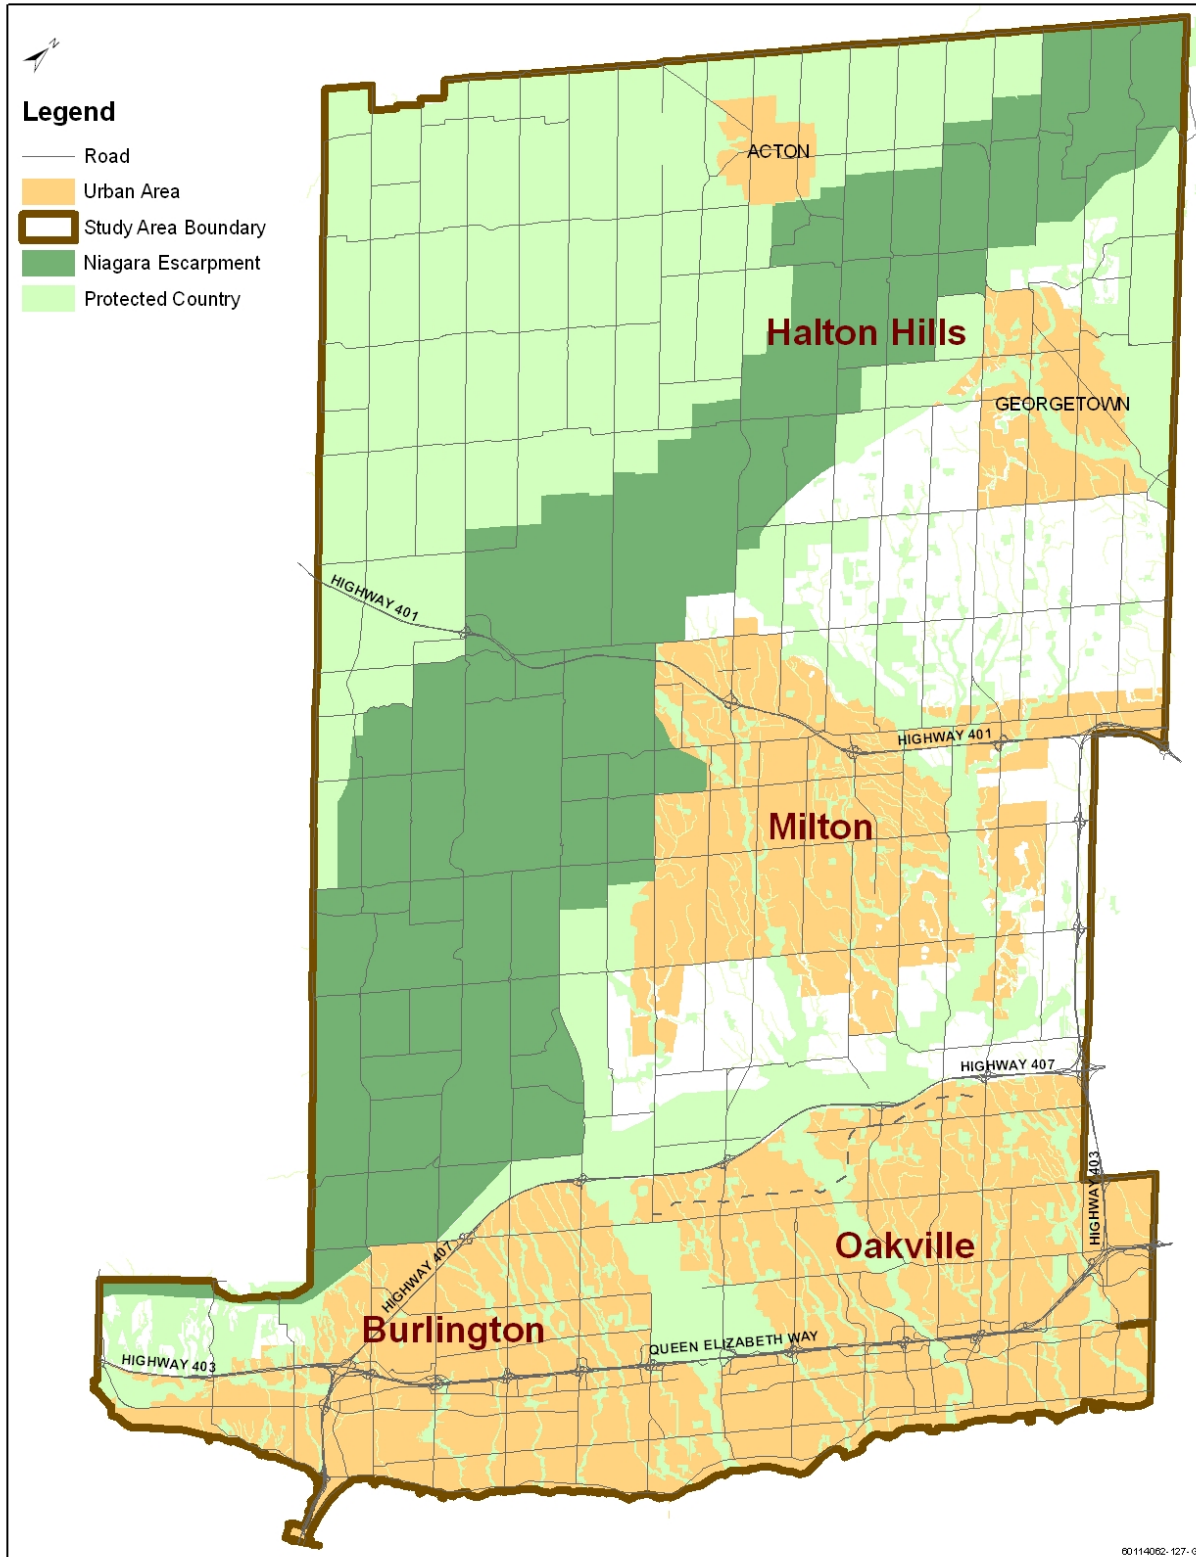 N
Legend
Road
Urban Area
Study Area Boundary
Niagara Escarpment
Protected Country
ACTON
Halton Hills
GEORGETOWN
HIGHWAY 401
HIGHWAY 401
Milton
HIGHWAY 407
HIGHWAY 403
Oakville
HIGHWAY 407
Burlington
QUEEN ELIZABETH WAY
HIGHWAY 403